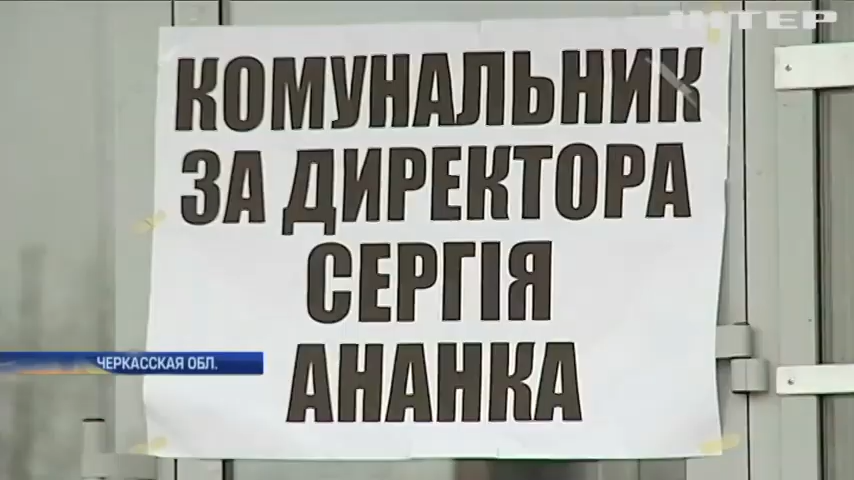 ІНТЕР
КОМУНАЛЬНИК
ЗА ДИРЕКТОРА
СЕРГІЯ
АНАНКА
ЧЕРКАССКАЯ ОБЛ.